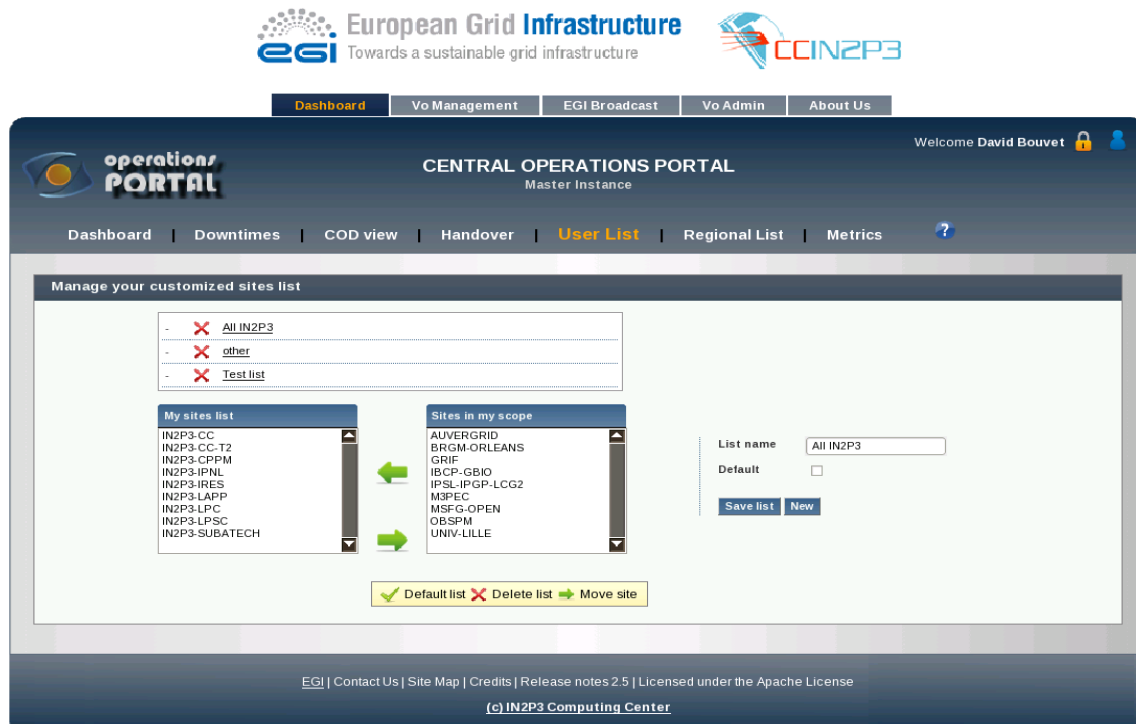 egi European Grid Infrastructure
Towards a sustainable grid infrastructure
CCIN2P3
Dashboard Vo Management EGI Broadcast Vo Admin About Us
Welcome David Bouvet
operations
PORTAL
CENTRAL OPERATIONS PORTAL
Master Instance
Dashboard | Downtimes | COD view | Handover | User List | Regional List | Metrics ?
Manage your customized sites list
- All IN2P3
- other
- Test list
My sites list
IN2P3-CC
IN2P3-CC-T2
IN2P3-CPPM
IN2P3-IPNL
IN2P3-IRES
IN2P3-LAPP
IN2P3-LPC
IN2P3-LPSC
IN2P3-SUBATECH
Sites in my scope
AUVERGRID
BRGM-ORLEANS
GRIF
IBCP-GBIO
IPSL-IPGP-LCG2
M3PEC
MSFG-OPEN
OBSPM
UNIV-LILLE
List name All IN2P3
Default
Save list New
Default list Delete list Move site
EGI | Contact Us | Site Map | Credits | Release notes 2.5 | Licensed under the Apache License
(c) IN2P3 Computing Center